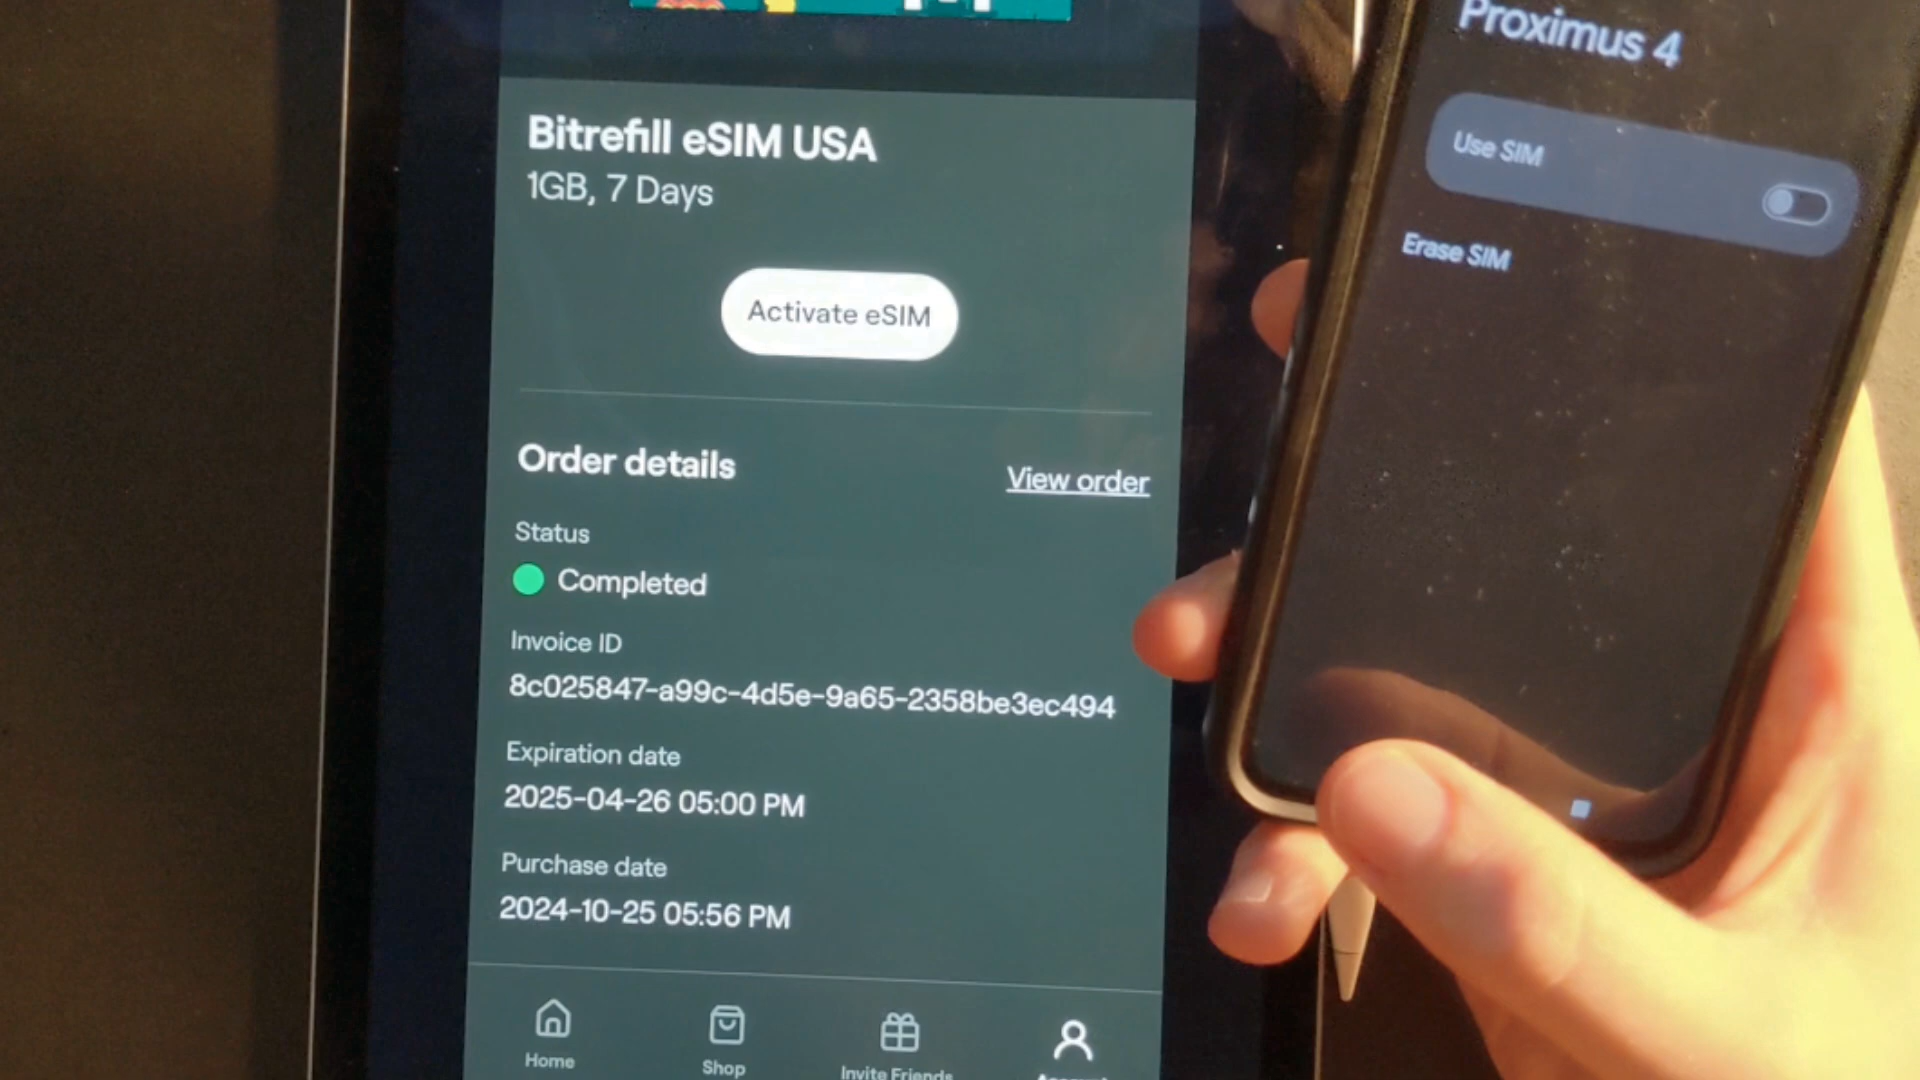 Bitrefill eSIM USA
1GB, 7 Days
Activate eSIM
Order details
View order
Status
Completed
Invoice ID
8c025847-a99c-4d5e-9a65-2358be3ec494
Expiration date
2025-04-26 05:00 PM
Purchase date
2024-10-25 05:56 PM
Home
Shop
Invite Friends
Proximus 4
Use SIM
Erase SIM